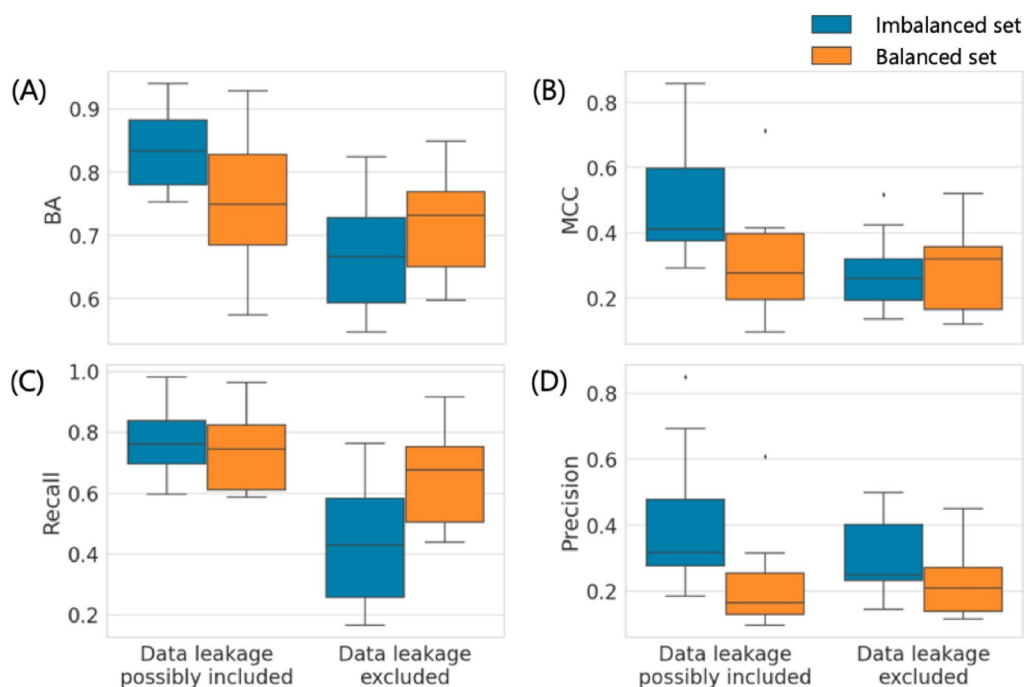 Imbalanced set
Balanced set
(A)
BA
0.9
0.8
0.7
0.6
(B)
MCC
0.8
0.6
0.4
0.2
(C)
Recall
1.0
0.8
0.6
0.4
0.2
Data leakage
possibly included
Data leakage
excluded
(D)
Precision
0.8
0.6
0.4
0.2
Data leakage
possibly included
Data leakage
excluded